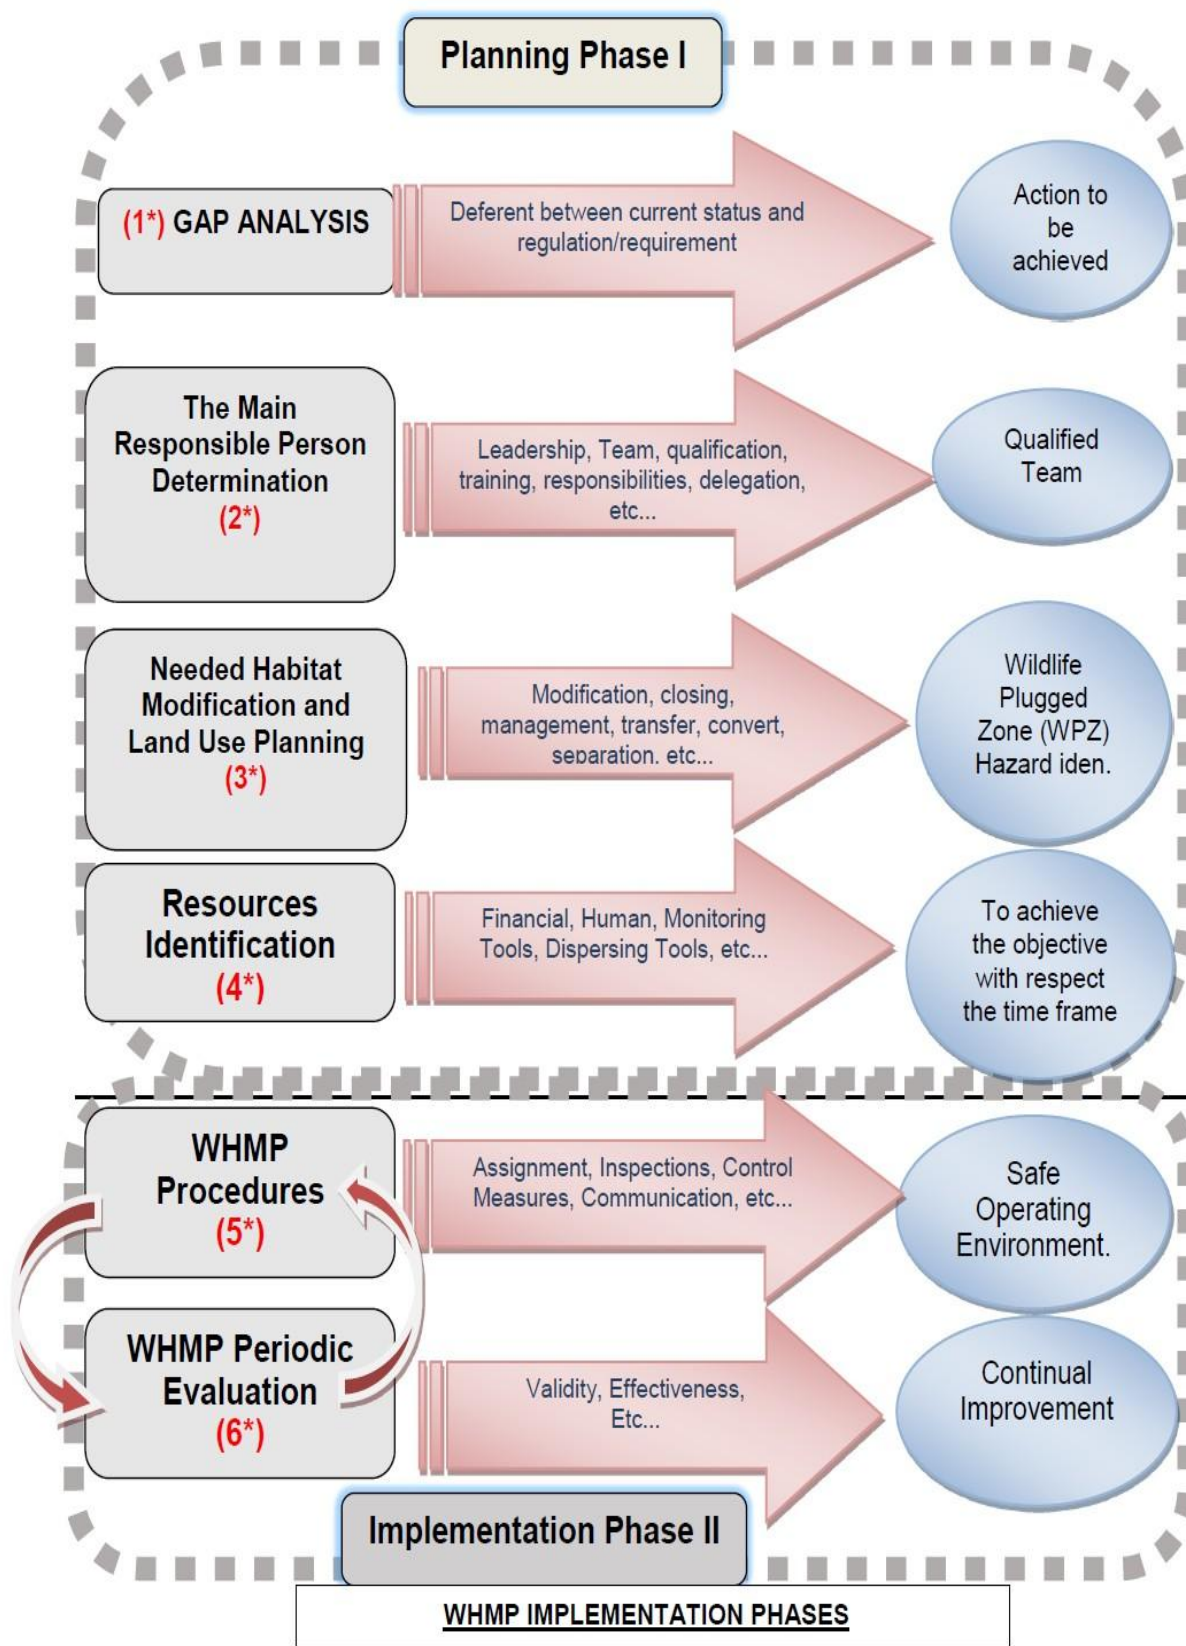 Planning Phase I
(1*) GAP ANALYSIS
Deferent between current status and
regulation/requirement
Action to
be
achieved
The Main
Responsible Person
Determination
(2*)
Leadership, Team, qualification,
training, responsibilities, delegation,
etc...
Qualified
Team
Needed Habitat
Modification and
Land Use Planning
(3*)
Modification, closing,
management, transfer, convert,
separation. etc...
Wildlife
Plugged
Zone (WPZ)
Hazard iden.
Resources
Identification
(4*)
Financial, Human, Monitoring
Tools, Dispersing Tools, etc...
To achieve
the objective
with respect
the time frame
WHMP
Procedures
(5*)
Assignment, Inspections, Control
Measures, Communication, etc...
Safe
Operating
Environment.
WHMP Periodic
Evaluation
(6*)
Validity, Effectiveness,
Etc...
Continual
Improvement
Implementation Phase II
WHMP IMPLEMENTATION PHASES